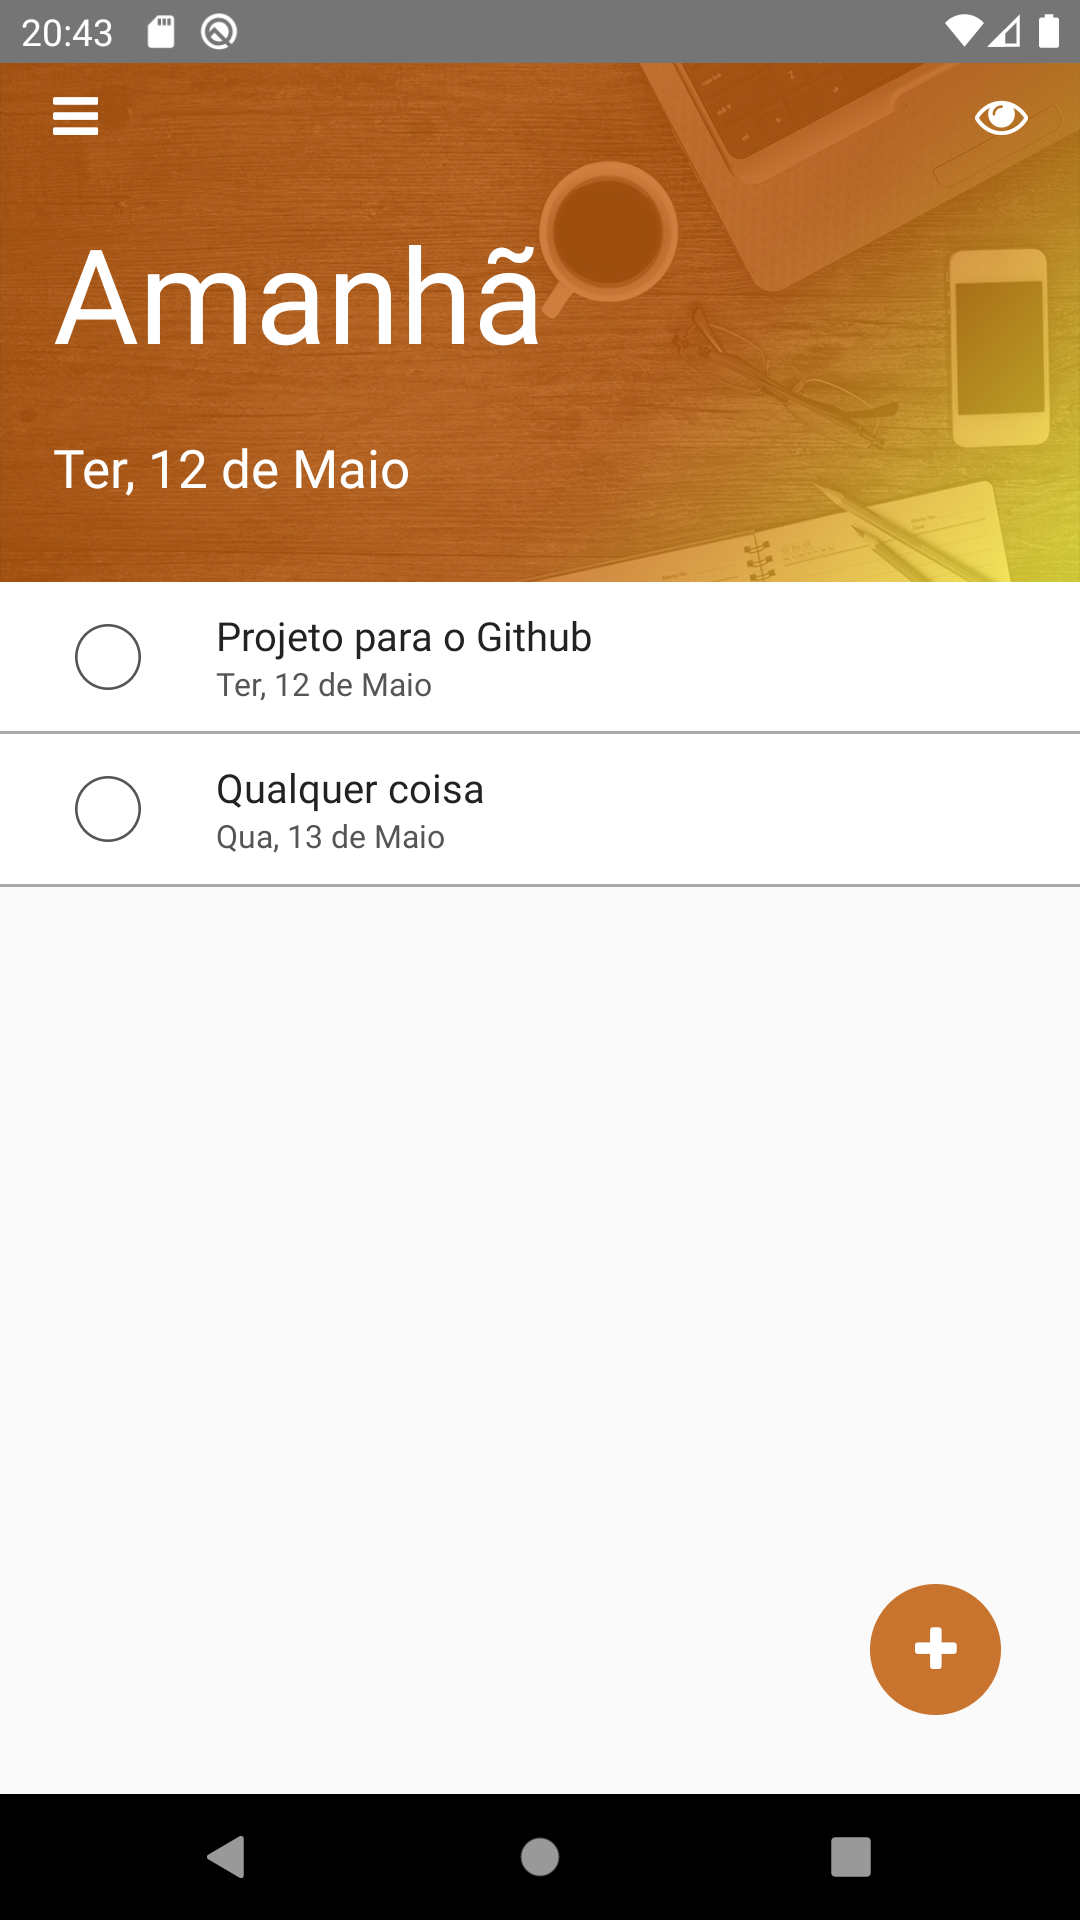 20:43
Amanhã
Ter, 12 de Maio
Projeto para o Github
Ter, 12 de Maio
Qualquer coisa
Qua, 13 de Maio